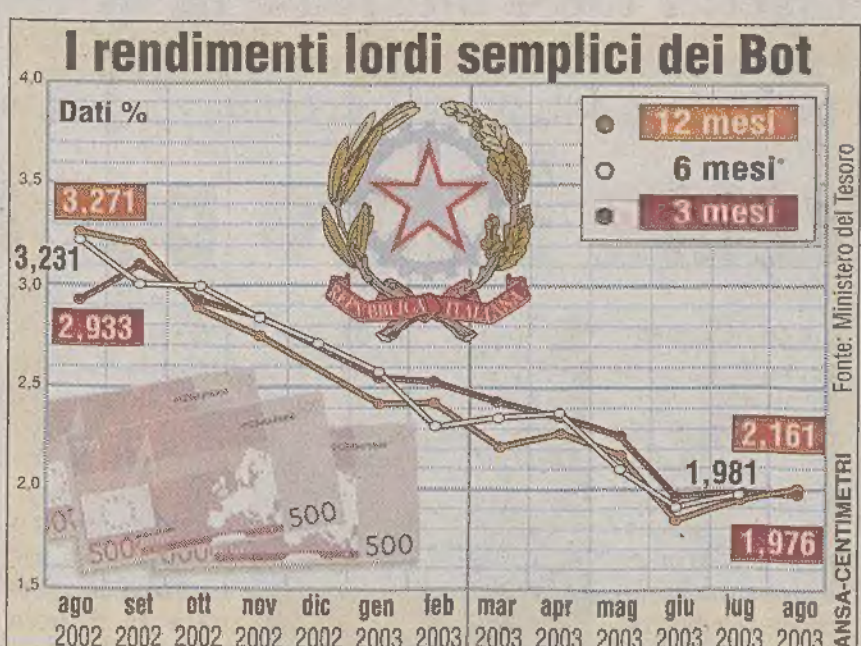 I rendimenti lordi semplici dei Bot
4,0
Dati %
12 mesi
6 mesi*
3 mesi
3,5
3.271
3,231
3,0
2,933
REPVBBLICA ITALIANA
2,5
2.161
1,981
2,0
500
500
500
1,976
1,5
ago set ott nov dic gen feb mar apr mag giu lug ago
2002 2002 2002 2002 2002 2003 2003 2003 2003 2003 2003 2003 2003
Fonte: Ministero del Tesoro
ANSA-CENTIMETRI